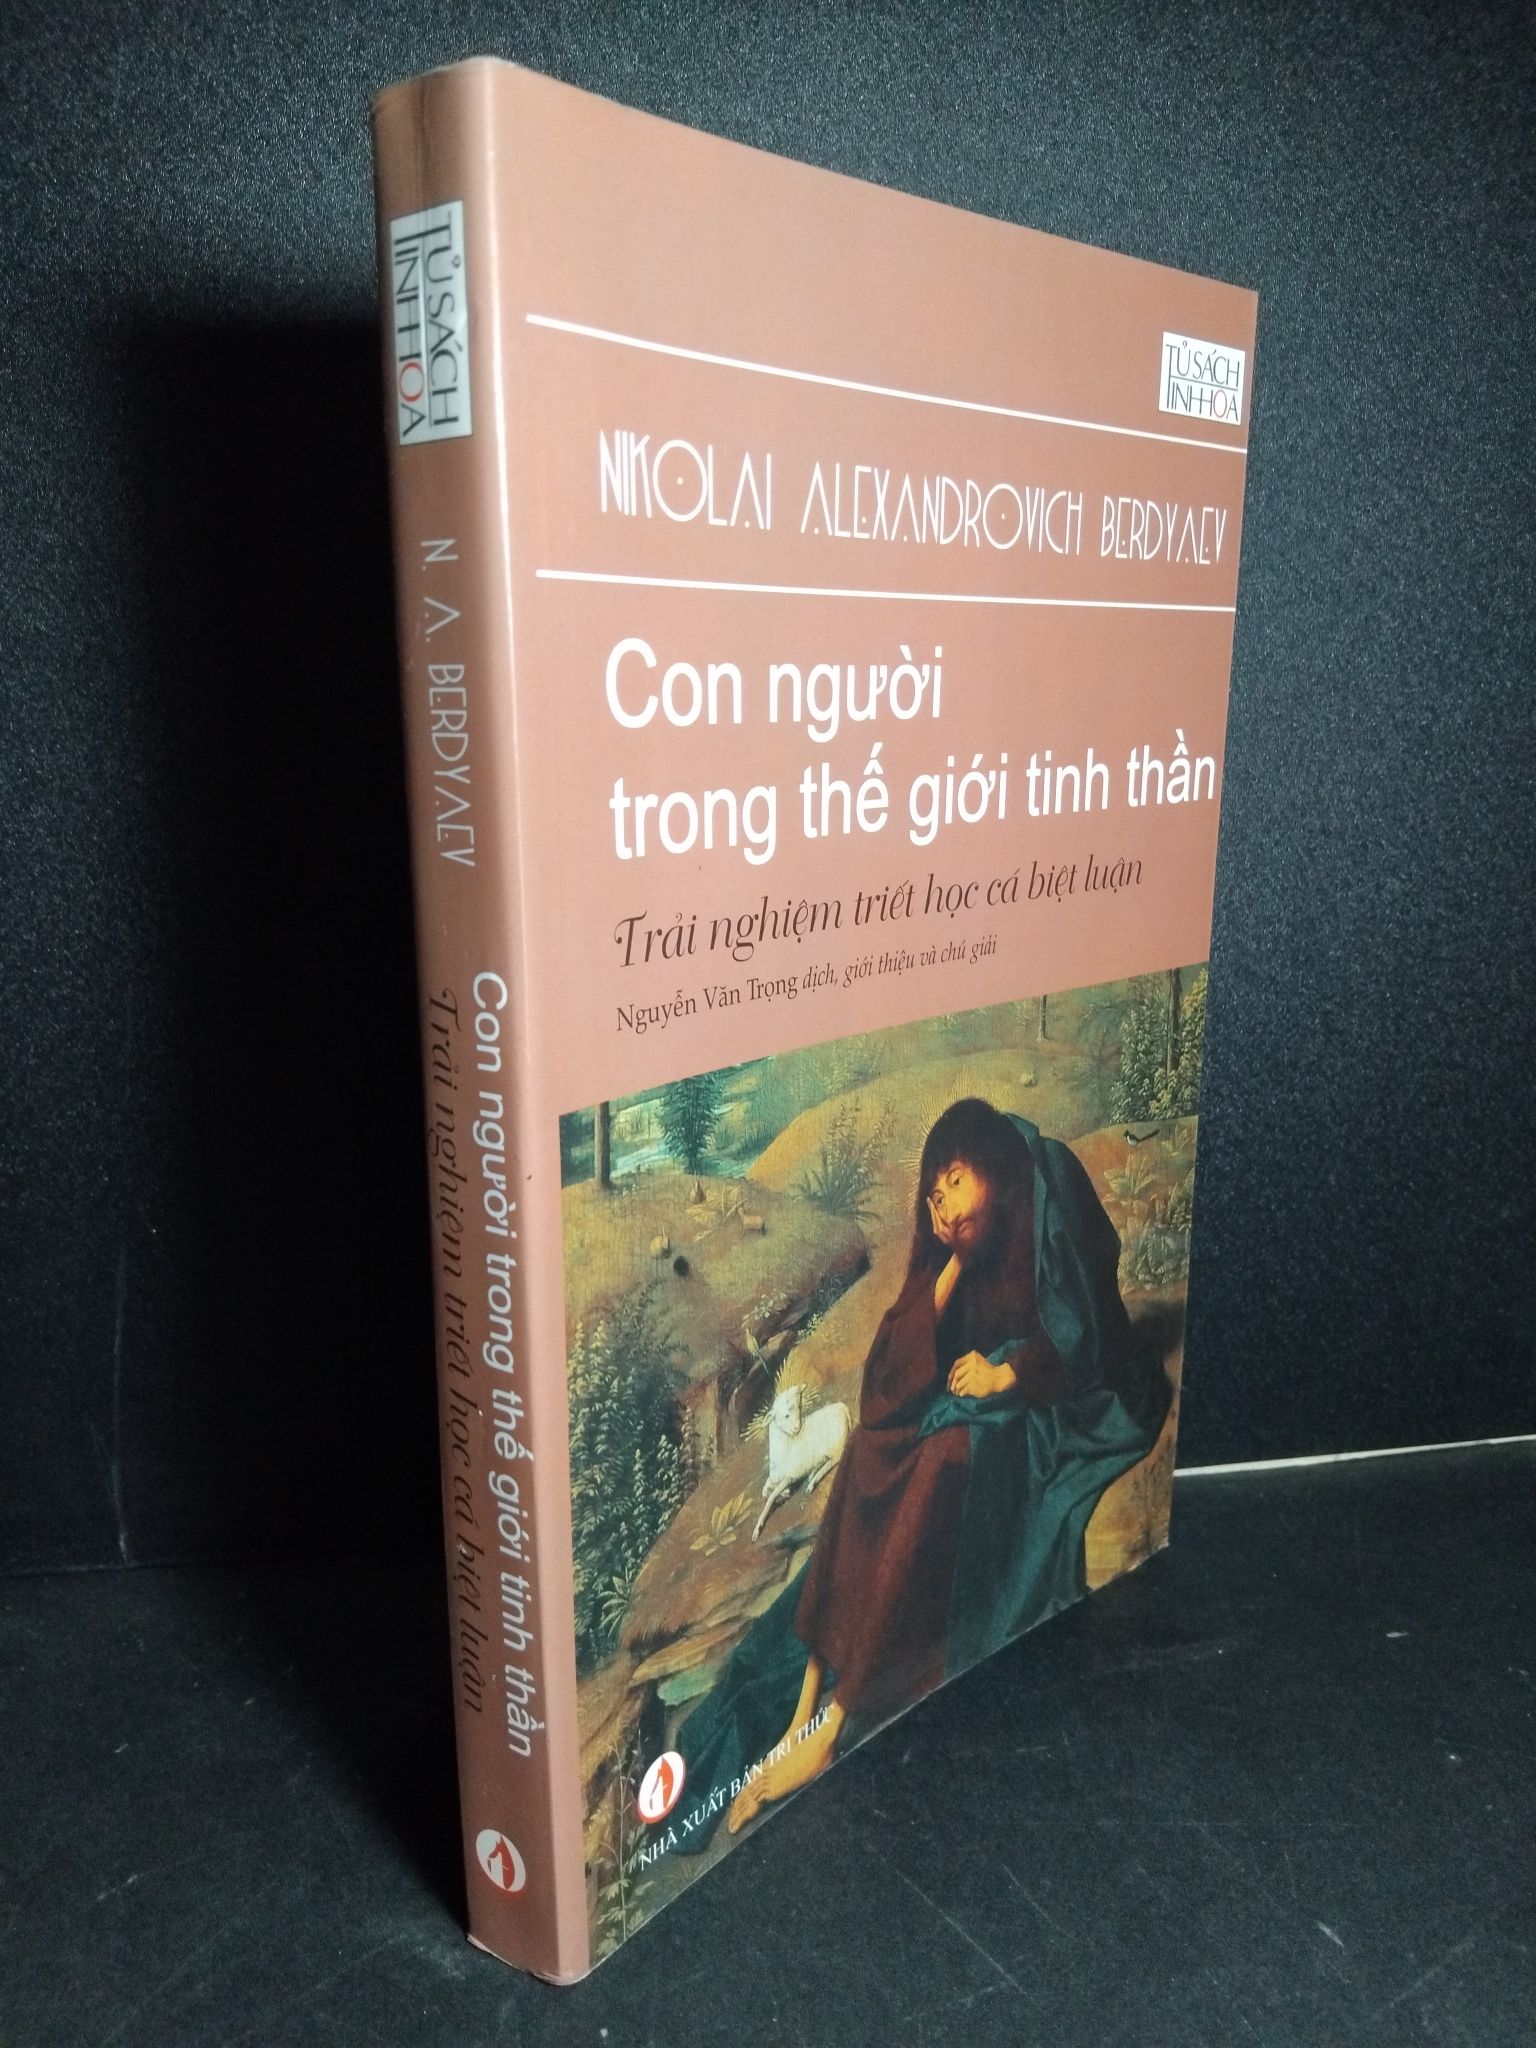 TỦ SÁCH
TINH HOA
N. A. BERDYAEV
Con người trong thế giới tinh thần
Trải nghiệm triết học cá biệt luận
TỦ SÁCH
TINH HOA
NIKOLAI ALEXANDROVICH BERDYAEV
Con người
trong thế giới tinh thần
Trải nghiệm triết học cá biệt luận
Nguyễn Văn Trọng dịch, giới thiệu và chú giải
NHÀ XUẤT BẢN TRI THỨC